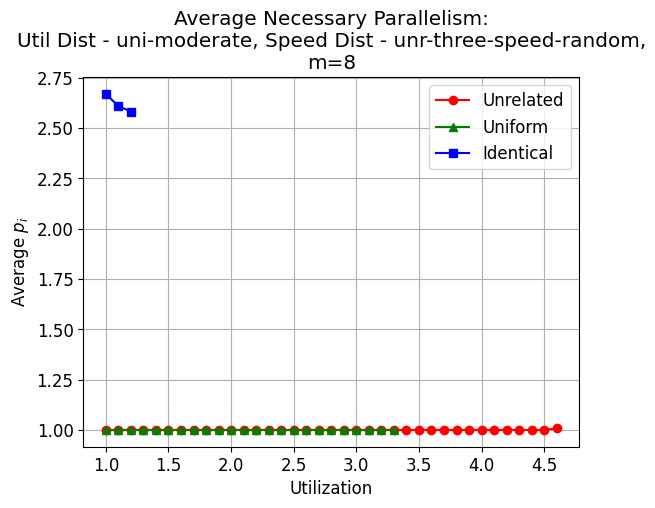 Average Necessary Parallelism:
Util Dist - uni-moderate, Speed Dist - unr-three-speed-random,
m=8
2.75
2.50
2.25
2.00
1.75
1.50
1.25
1.00
Average p_i
Unrelated
Uniform
Identical
1.0 1.5 2.0 2.5 3.0 3.5 4.0 4.5
Utilization